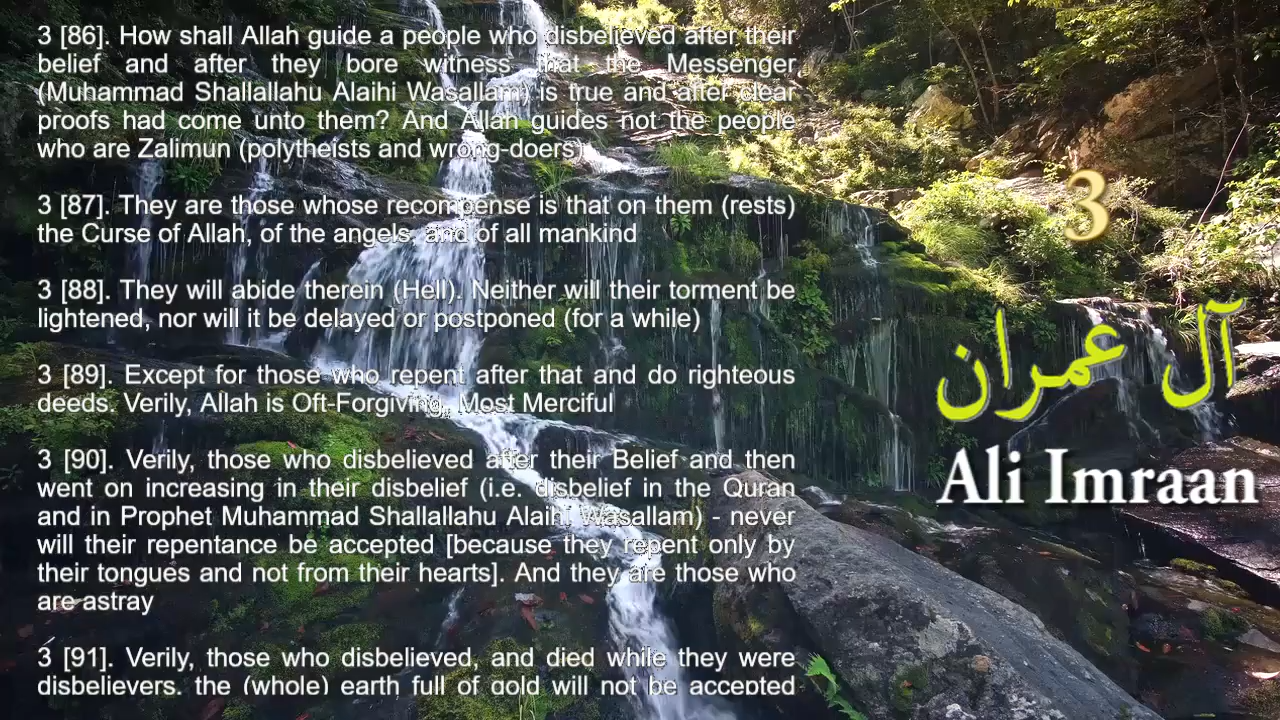 3 [86]. How shall Allah guide a people who disbelieved after their
belief and after they bore witness that the Messenger
(Muhammad Shallallahu Alaihi Wasallam) is true and after clear
proofs had come unto them? And Allah guides not the people
who are Zalimun (polytheists and wrong-doers)
3 [87]. They are those whose recompense is that on them (rests)
the Curse of Allah, of the angels, and of all mankind
3 [88]. They will abide therein (Hell). Neither will their torment be
lightened, nor will it be delayed or postponed (for a while)
3 [89]. Except for those who repent after that and do righteous
deeds. Verily, Allah is Oft-Forgiving, Most Merciful
3 [90]. Verily, those who disbelieved after their Belief and then
went on increasing in their disbelief (i.e. disbelief in the Quran
and in Prophet Muhammad Shallallahu Alaihi Wasallam) - never
will their repentance be accepted [because they repent only by
their tongues and not from their hearts]. And they are those who
are astray
3 [91]. Verily, those who disbelieved, and died while they were
disbelievers, the (whole) earth full of gold will not be accepted
3
آل عمران
Ali Imraan